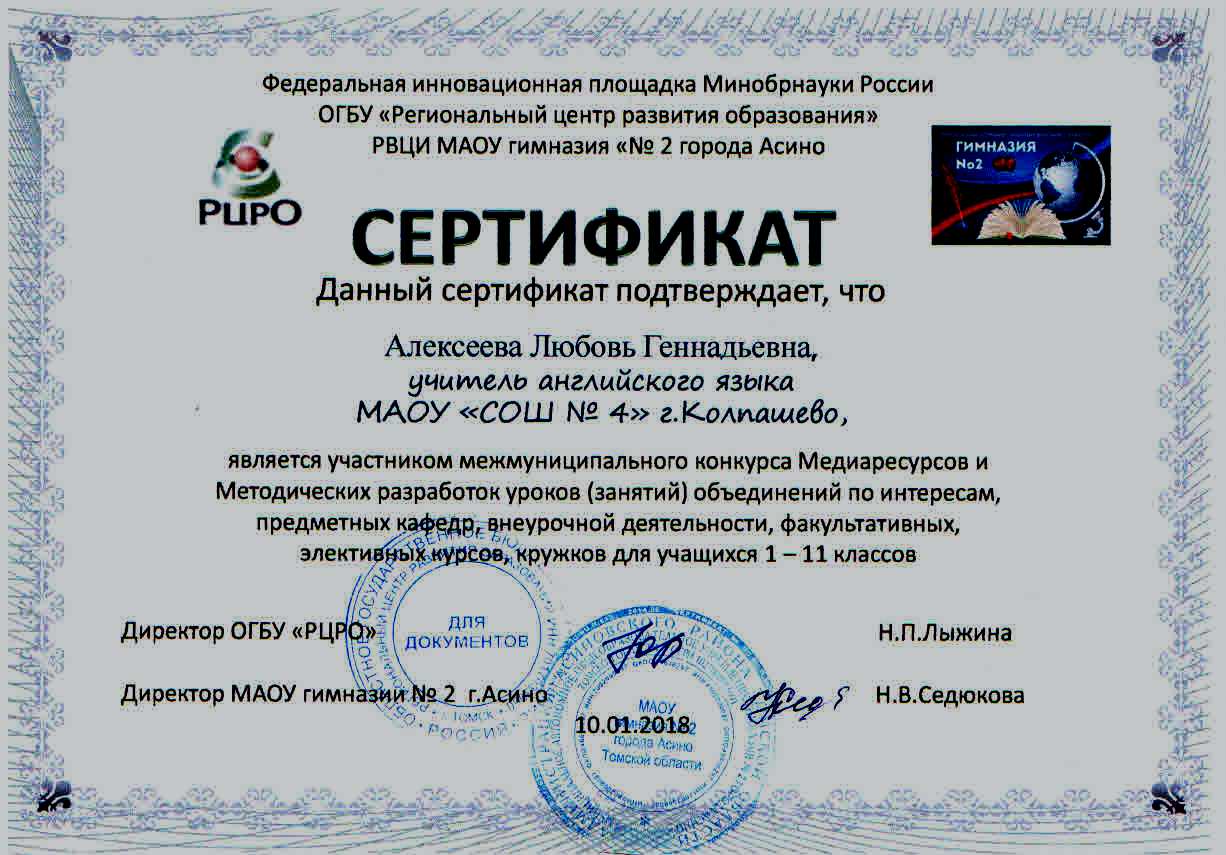 Федеральная инновационная площадка Минобрнауки России
ОГБУ «Региональный центр развития образования»
РВЦИ МАОУ гимназия «№ 2 города Асино
РЦРО
ГИМНАЗИЯ
№2
СЕРТИФИКАТ
Данный сертификат подтверждает, что
Алексеева Любовь Геннадьевна,
учитель английского языка
МАОУ «СОШ № 4» г.Колпашево,
является участником межмуниципального конкурса Медиаресурсов и
Методических разработок уроков (занятий) объединений по интересам,
предметных кафедр, внеурочной деятельности, факультативных,
элективных курсов, кружков для учащихся 1 – 11 классов
ДЛЯ
ДОКУМЕНТОВ
Директор ОГБУ «РЦРО»
Н.П.Лыжина
Директор МАОУ гимназии № 2 г.Асино
Н.В.Седюкова
10.01.2018
МАОУ
гимназия №2
города Асино
Томской области